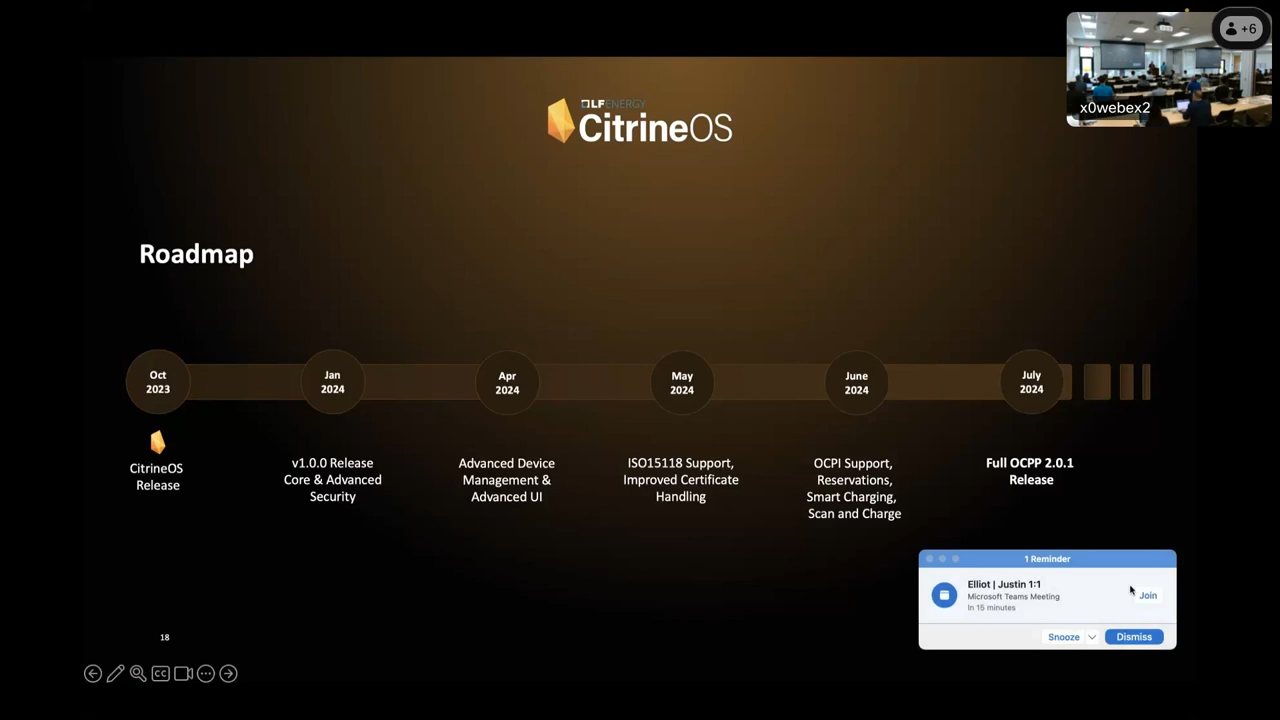 +6
x0webex2
LFENERGY
CitrineOS
Roadmap
Oct
2023
Jan
2024
Apr
2024
May
2024
June
2024
July
2024
CitrineOS
Release
v1.0.0 Release
Core & Advanced
Security
Advanced Device
Management &
Advanced UI
ISO15118 Support,
Improved Certificate
Handling
OCPI Support,
Reservations,
Smart Charging,
Scan and Charge
Full OCPP 2.0.1
Release
1 Reminder
Elliot | Justin 1:1
Microsoft Teams Meeting
In 15 minutes
Join
Snooze
Dismiss
18
CC